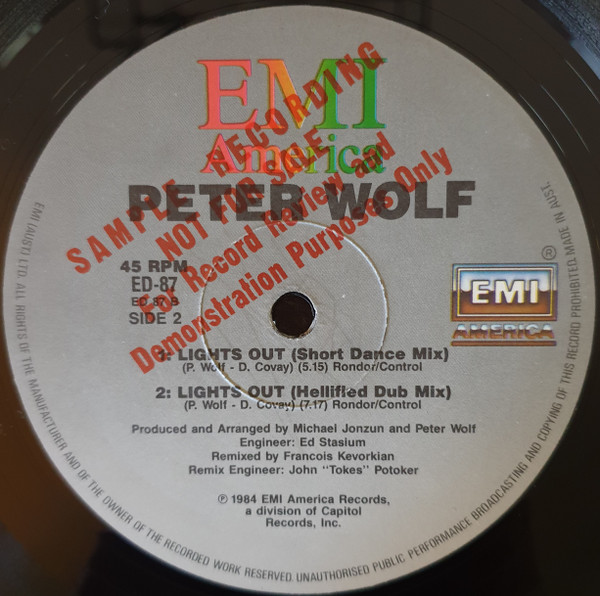 EMI
America
PETER WOLF
SAMPLE RECORDING
NOT FOR SALE
For Record Review and
Demonstration Purposes Only
45 RPM
ED-87
ED 87 B
SIDE 2
®
EMI
AMERICA
1: LIGHTS OUT (Short Dance Mix)
(P. Wolf - D. Covay) (5.15) Rondor/Control
2: LIGHTS OUT (Hellified Dub Mix)
(P. Wolf - D. Covay) (7.17) Rondor/Control
Produced and Arranged by Michael Jonzun and Peter Wolf
Engineer: Ed Stasium
Remixed by Francois Kevorkian
Remix Engineer: John "Tokes" Potoker
℗ 1984 EMI America Records,
a division of Capitol
Records, Inc.
EMI (AUST.) LTD. ALL RIGHTS OF THE MANUFACTURER AND OF THE OWNER OF THE RECORDED WORK RESERVED. UNAUTHORISED PUBLIC PERFORMANCE BROADCASTING AND COPYING OF THIS RECORD PROHIBITED. MADE IN AUST.